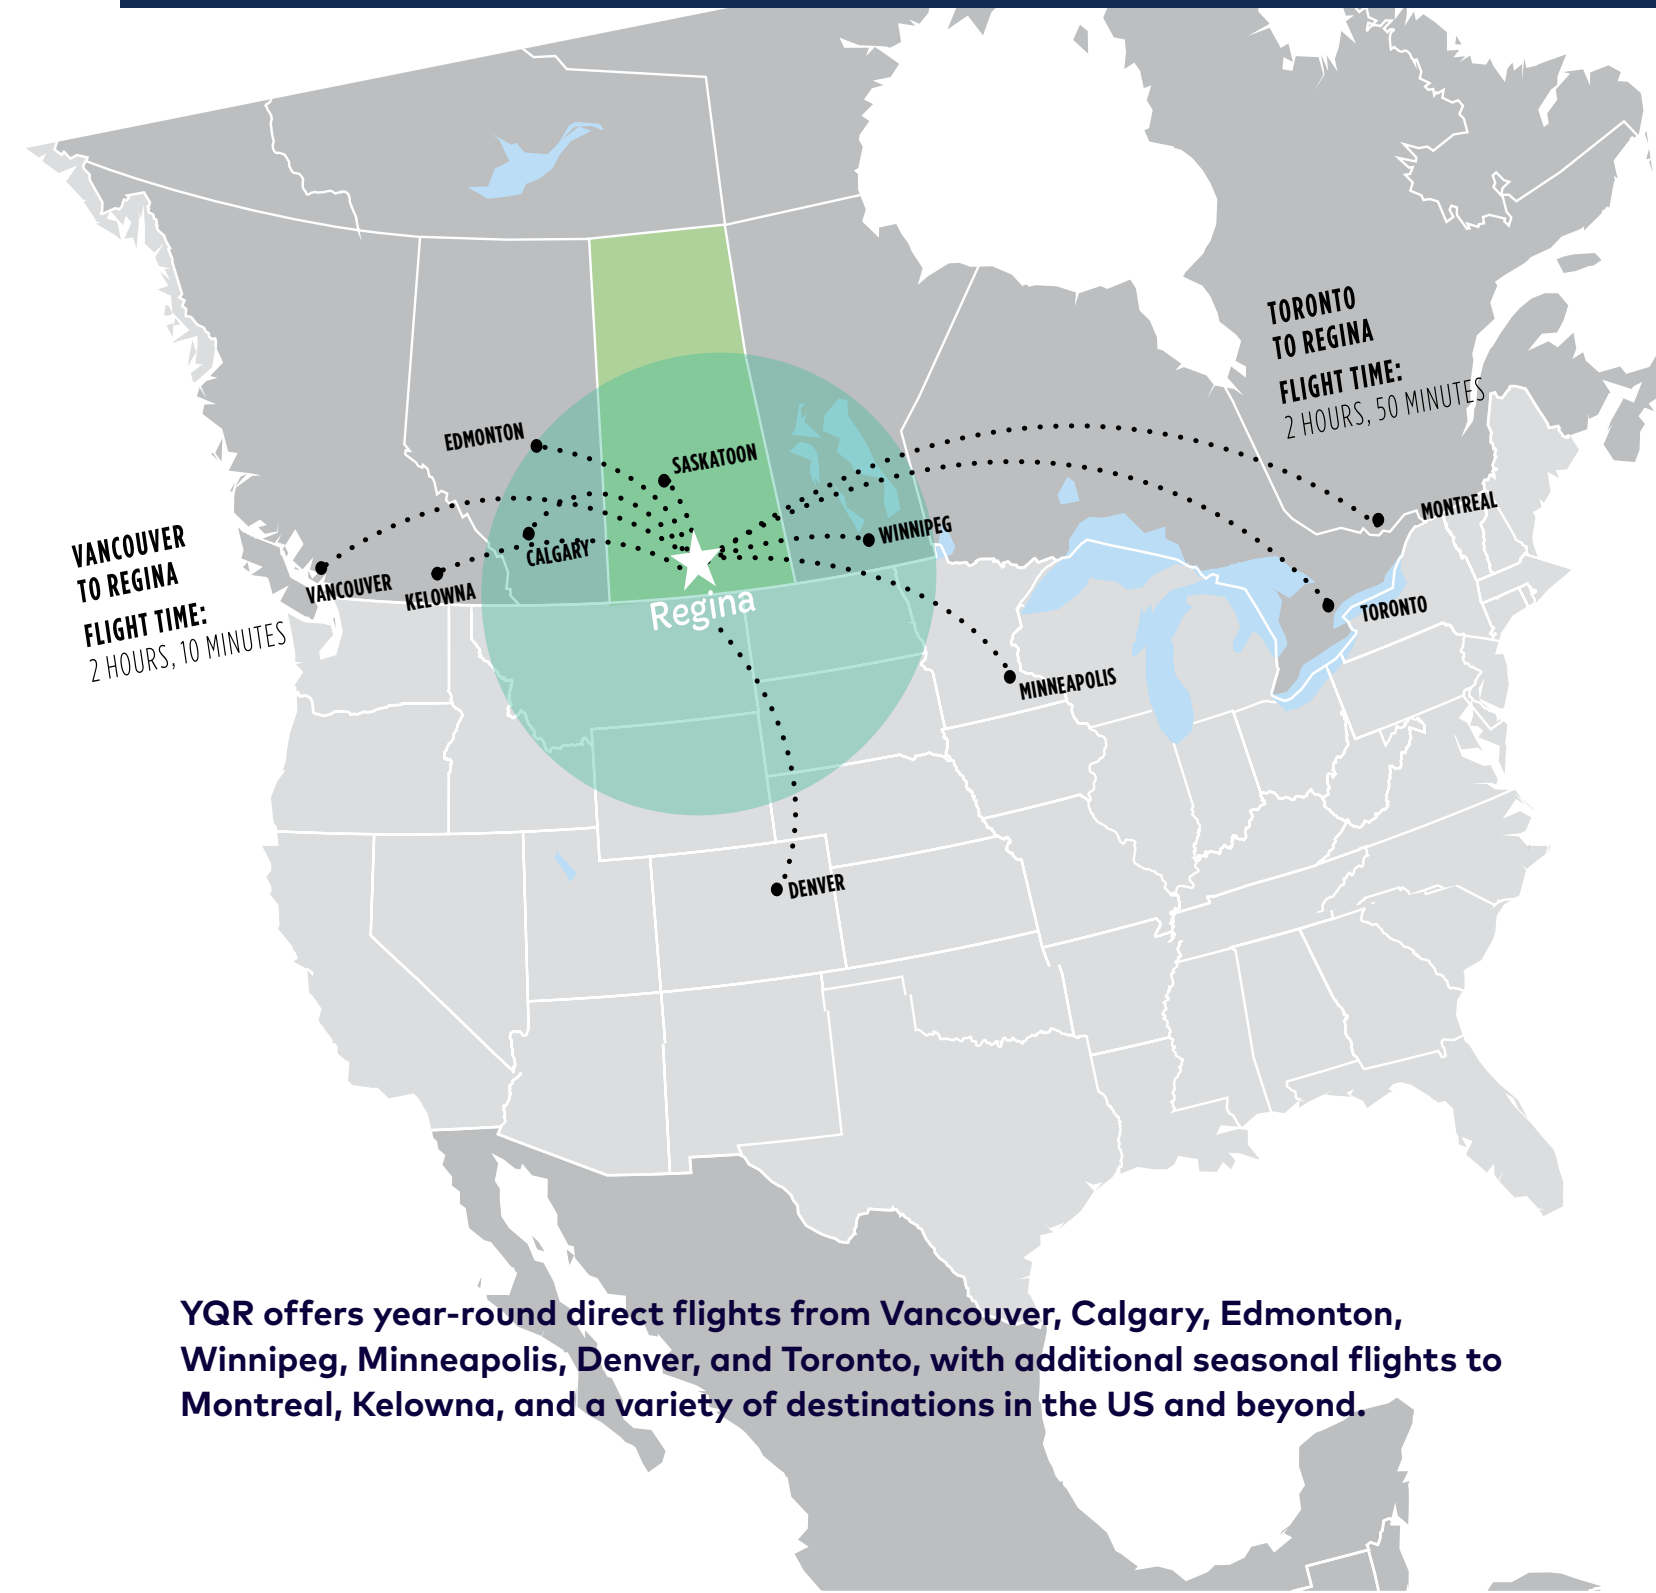 TORONTO
TO REGINA
FLIGHT TIME:
2 HOURS, 50 MINUTES
EDMONTON
SASKATOON
MONTREAL
WINNIPEG
VANCOUVER
TO REGINA
FLIGHT TIME:
2 HOURS, 10 MINUTES
CALGARY
VANCOUVER
KELOWNA
Regina
TORONTO
MINNEAPOLIS
DENVER
YQR offers year-round direct flights from Vancouver, Calgary, Edmonton,
Winnipeg, Minneapolis, Denver, and Toronto, with additional seasonal flights to
Montreal, Kelowna, and a variety of destinations in the US and beyond.